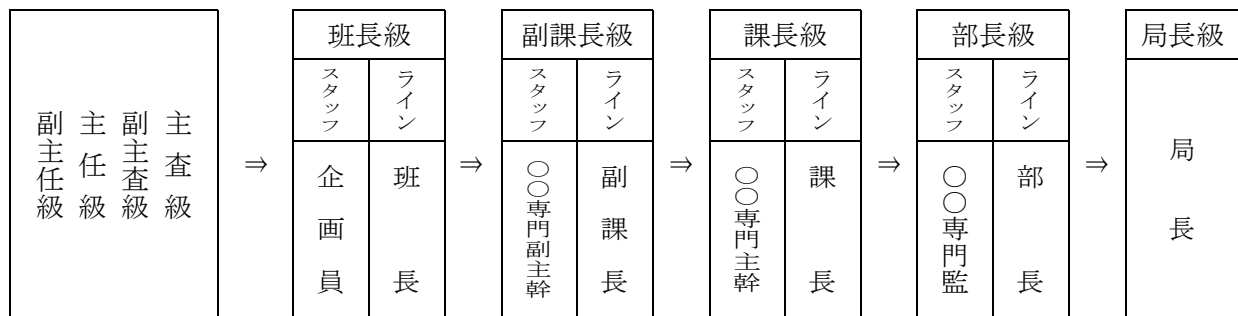 副主任級
主任級
副主査級
主査級
⇒
班長級
スタッフ
ライン
企画員
班長
⇒
副課長級
スタッフ
ライン
○○専門副主幹
副課長
⇒
課長級
スタッフ
ライン
○○専門主幹
課長
⇒
部長級
スタッフ
ライン
○○専門監
部長
⇒
局長級
局長